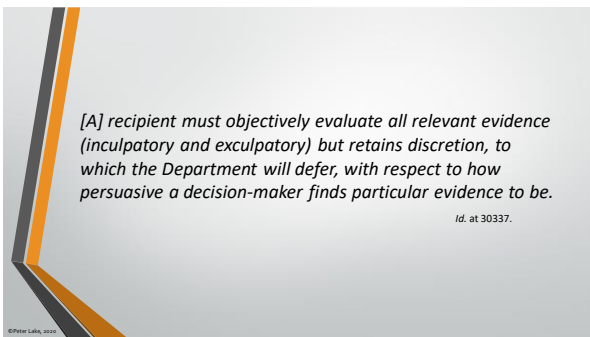 [A] recipient must objectively evaluate all relevant evidence
(inculpatory and exculpatory) but retains discretion, to
which the Department will defer, with respect to how
persuasive a decision-maker finds particular evidence to be.
Id. at 30337.
©Peter Lake, 2020